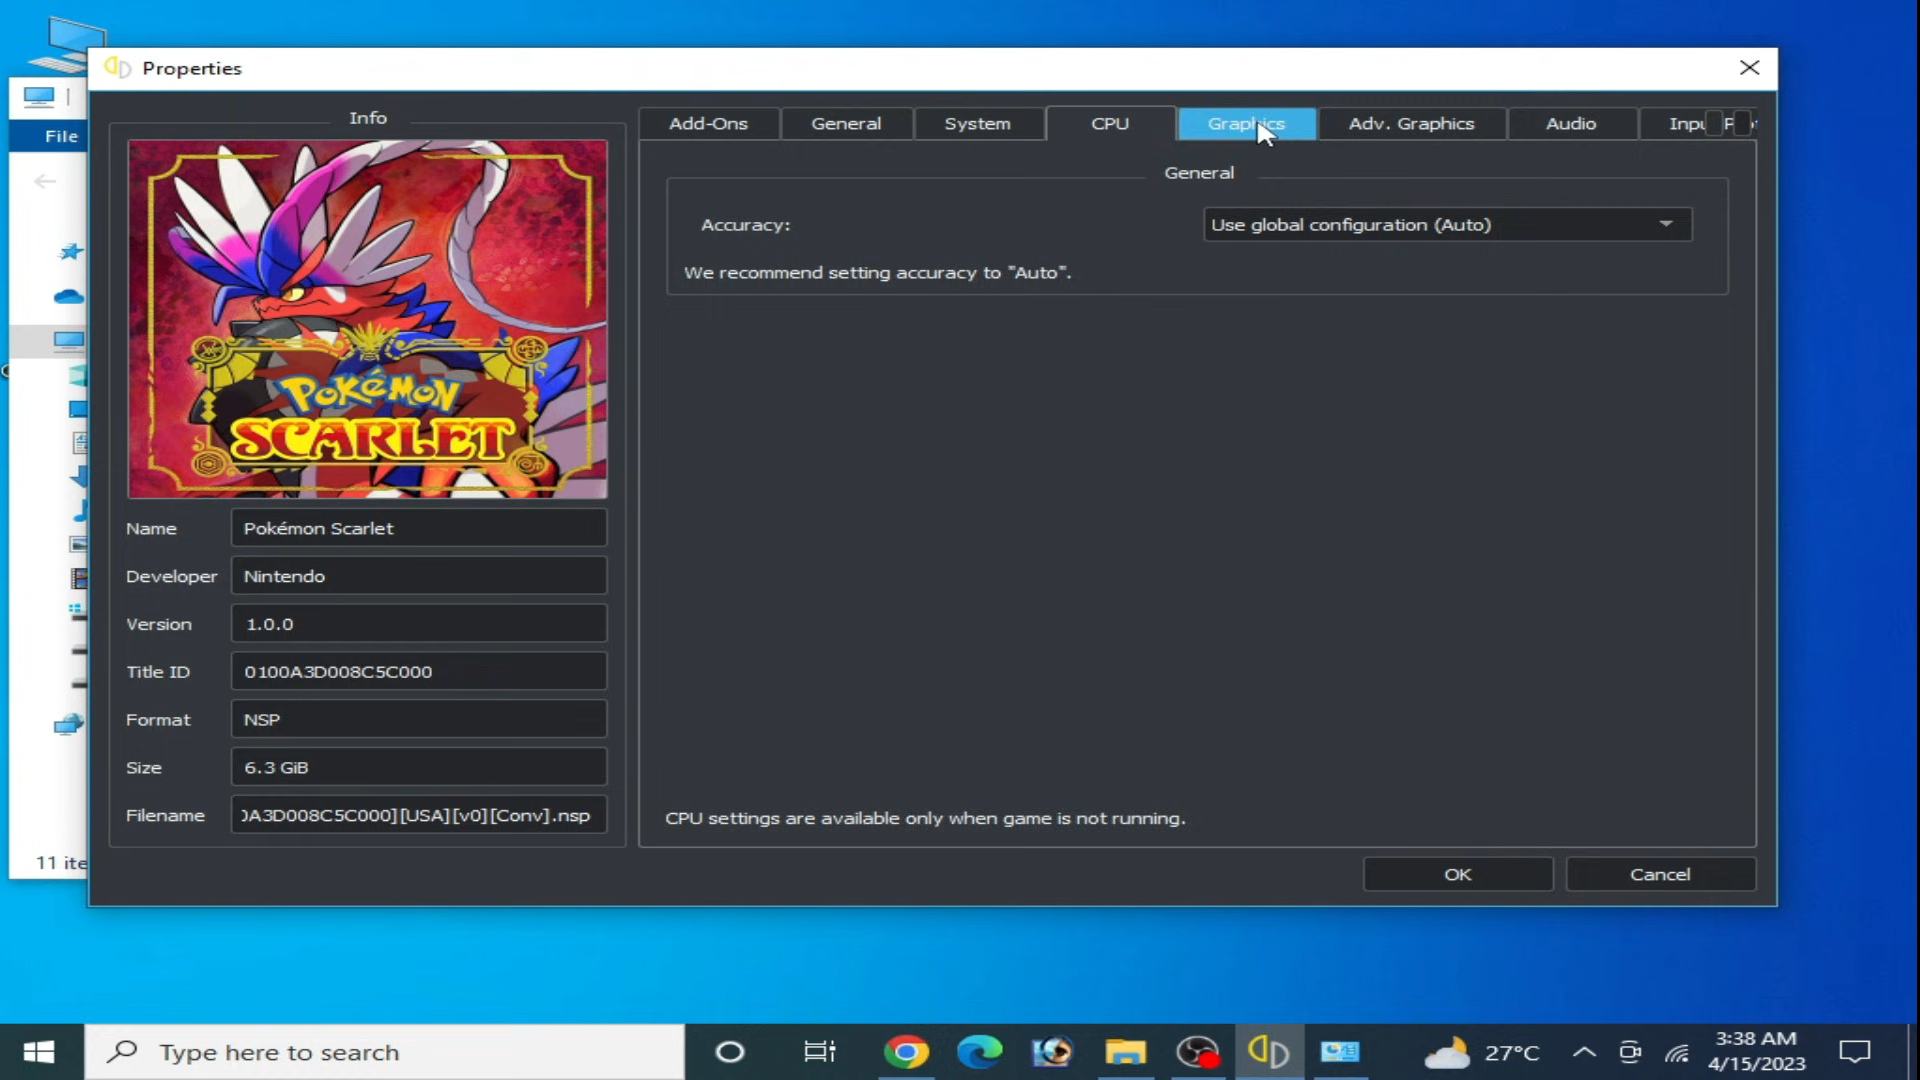 Properties
File
11 ite
Info
POKéMON
SCARLET
Name
Pokémon Scarlet
Developer
Nintendo
Version
1.0.0
Title ID
0100A3D008C5C000
Format
NSP
Size
6.3 GiB
Filename
0A3D008C5C000][USA][v0][Conv].nsp
Add-Ons
General
System
CPU
Graphics
Adv. Graphics
Audio
General
Accuracy:
Use global configuration (Auto)
We recommend setting accuracy to "Auto".
CPU settings are available only when game is not running.
OK
Cancel
Type here to search
27°C
3:38 AM
4/15/2023